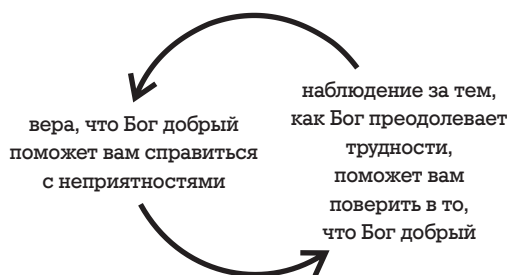 вера, что Бог добрый
поможет вам справиться
с неприятностями
наблюдение за тем,
как Бог преодолевает
трудности,
поможет вам
поверить в то,
что Бог добрый